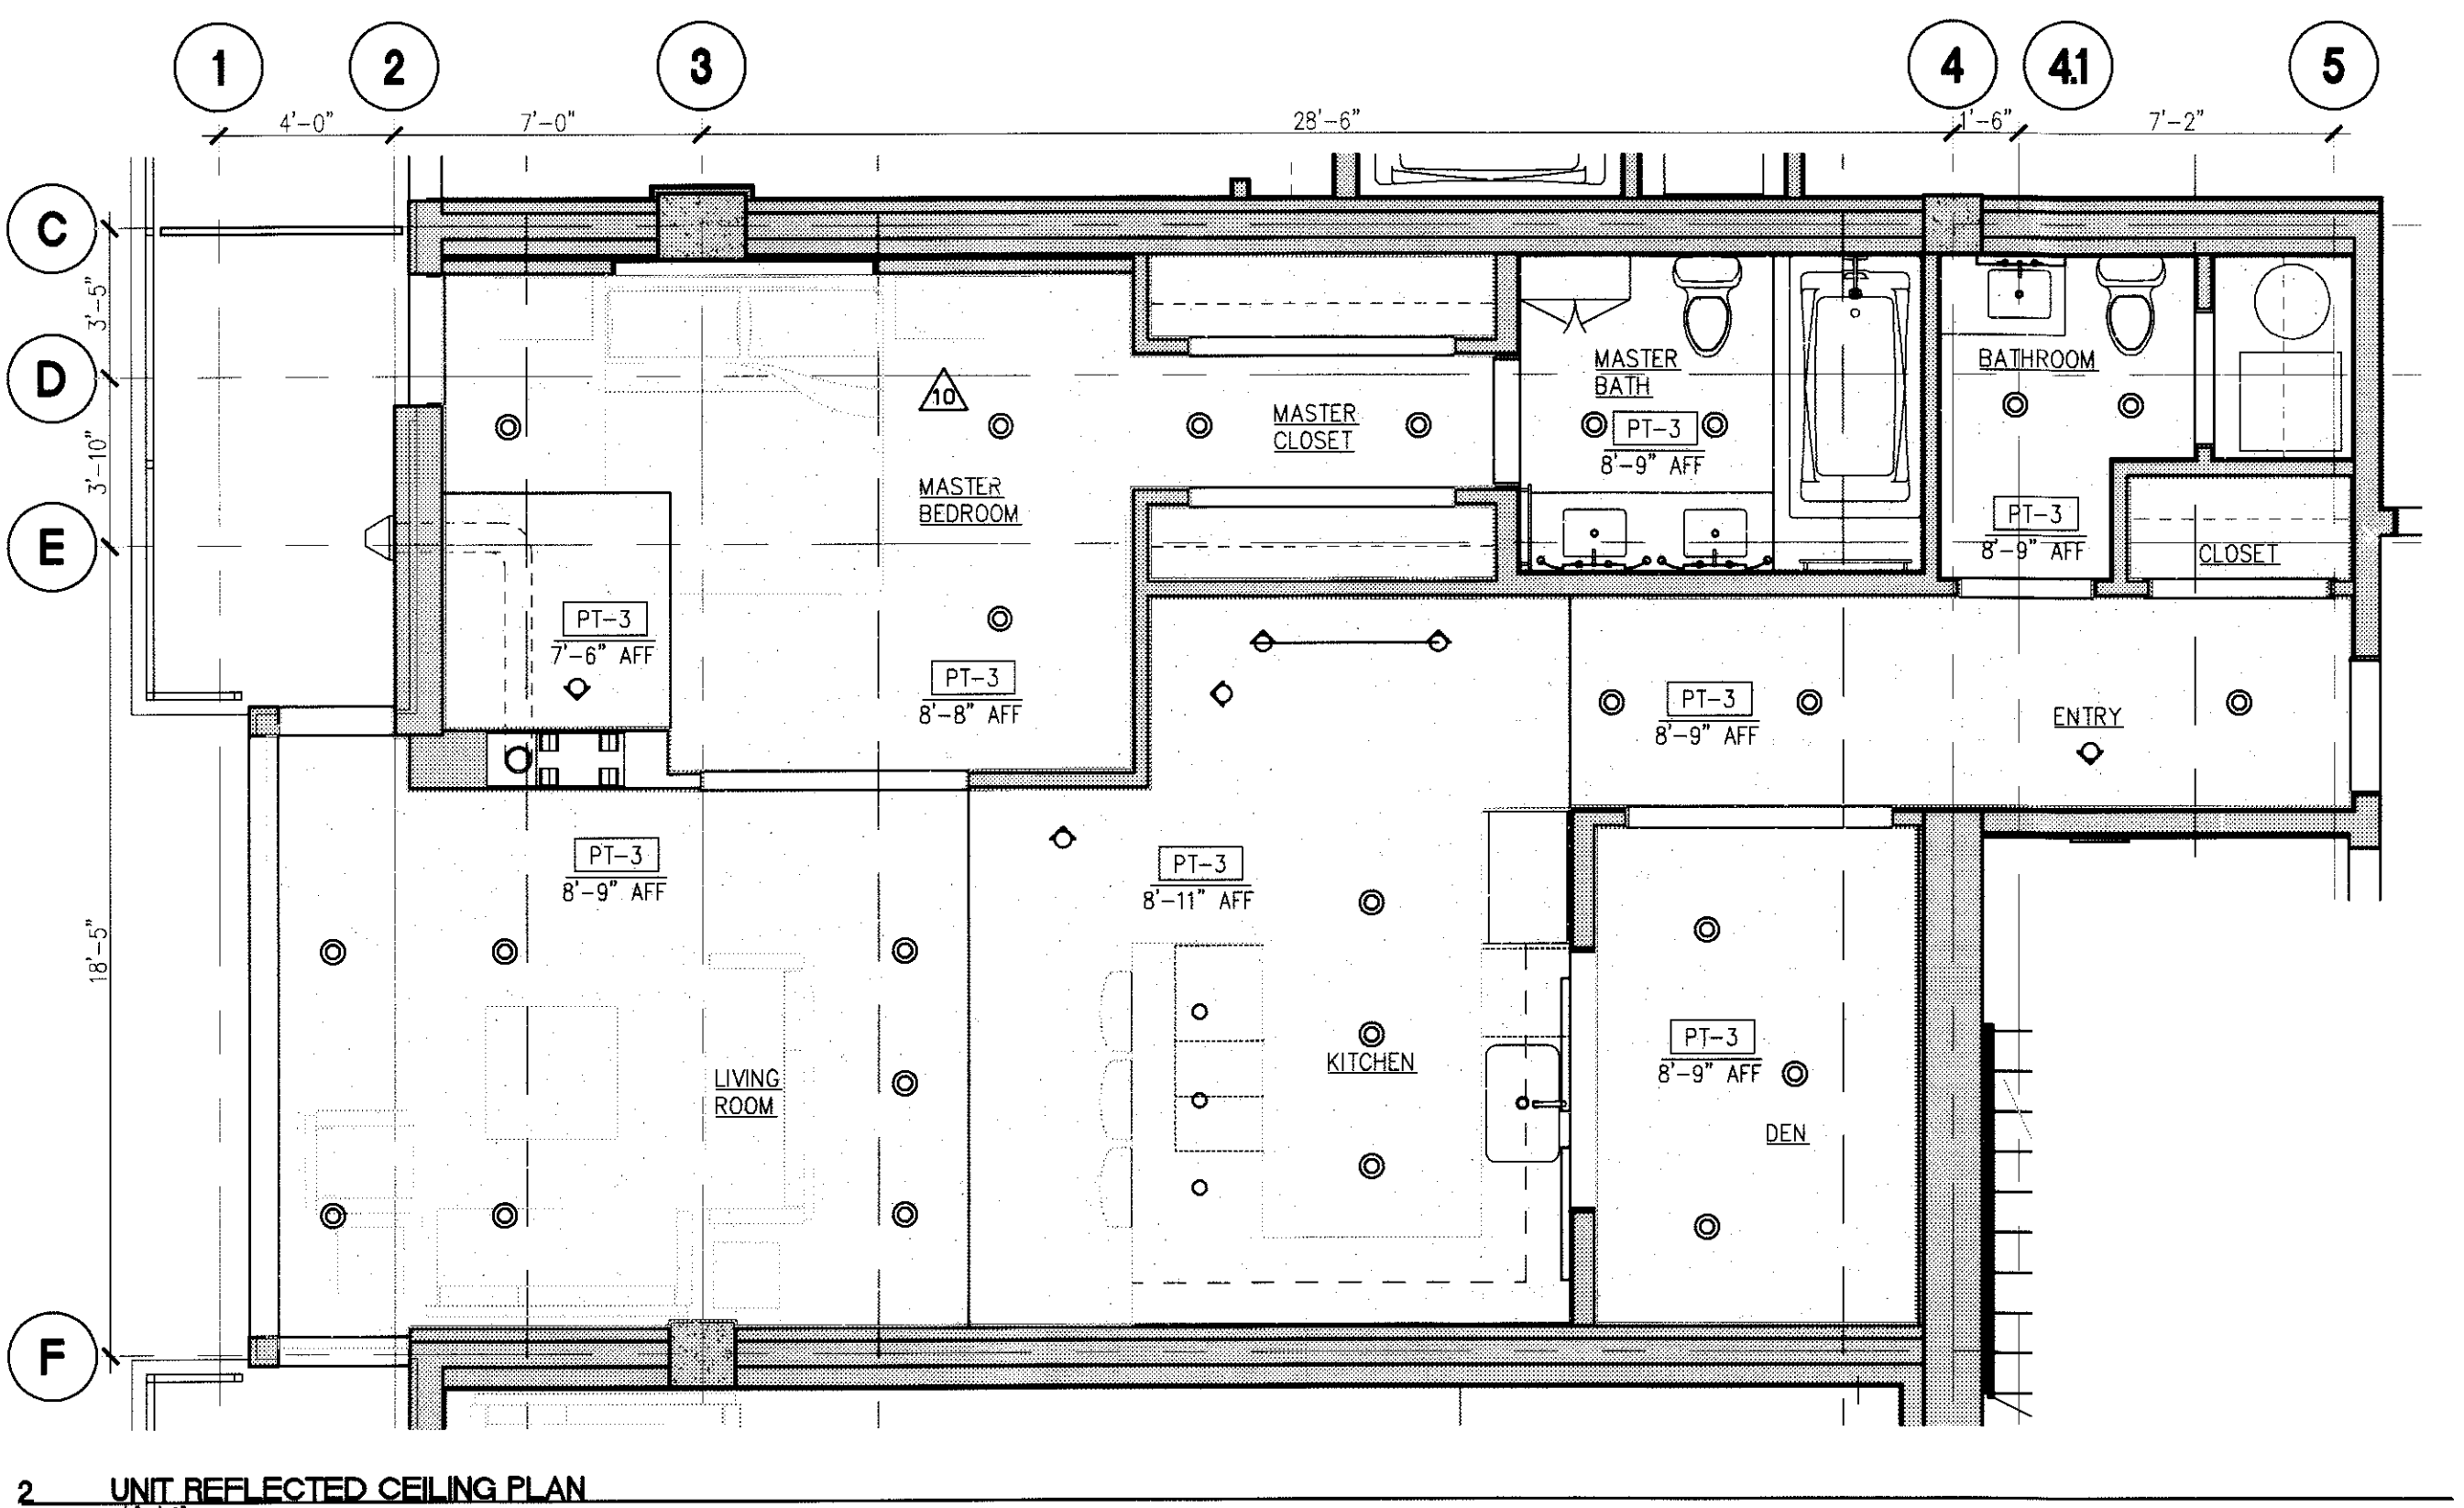 1 2 3 4 4.1 5
4'-0" 7'-0" 28'-6" 1'-6" 7'-2"
C
3'-5"
D
3'-10"
E
18'-5"
F
10
MASTER
BEDROOM
PT-3
7'-6" AFF
PT-3
8'-8" AFF
MASTER
CLOSET
MASTER
BATH
PT-3
8'-9" AFF
BATHROOM
PT-3
8'-9" AFF
CLOSET
PT-3
8'-9" AFF
ENTRY
PT-3
8'-9" AFF
LIVING
ROOM
PT-3
8'-11" AFF
KITCHEN
PT-3
8'-9" AFF
DEN
2 UNIT REFLECTED CEILING PLAN